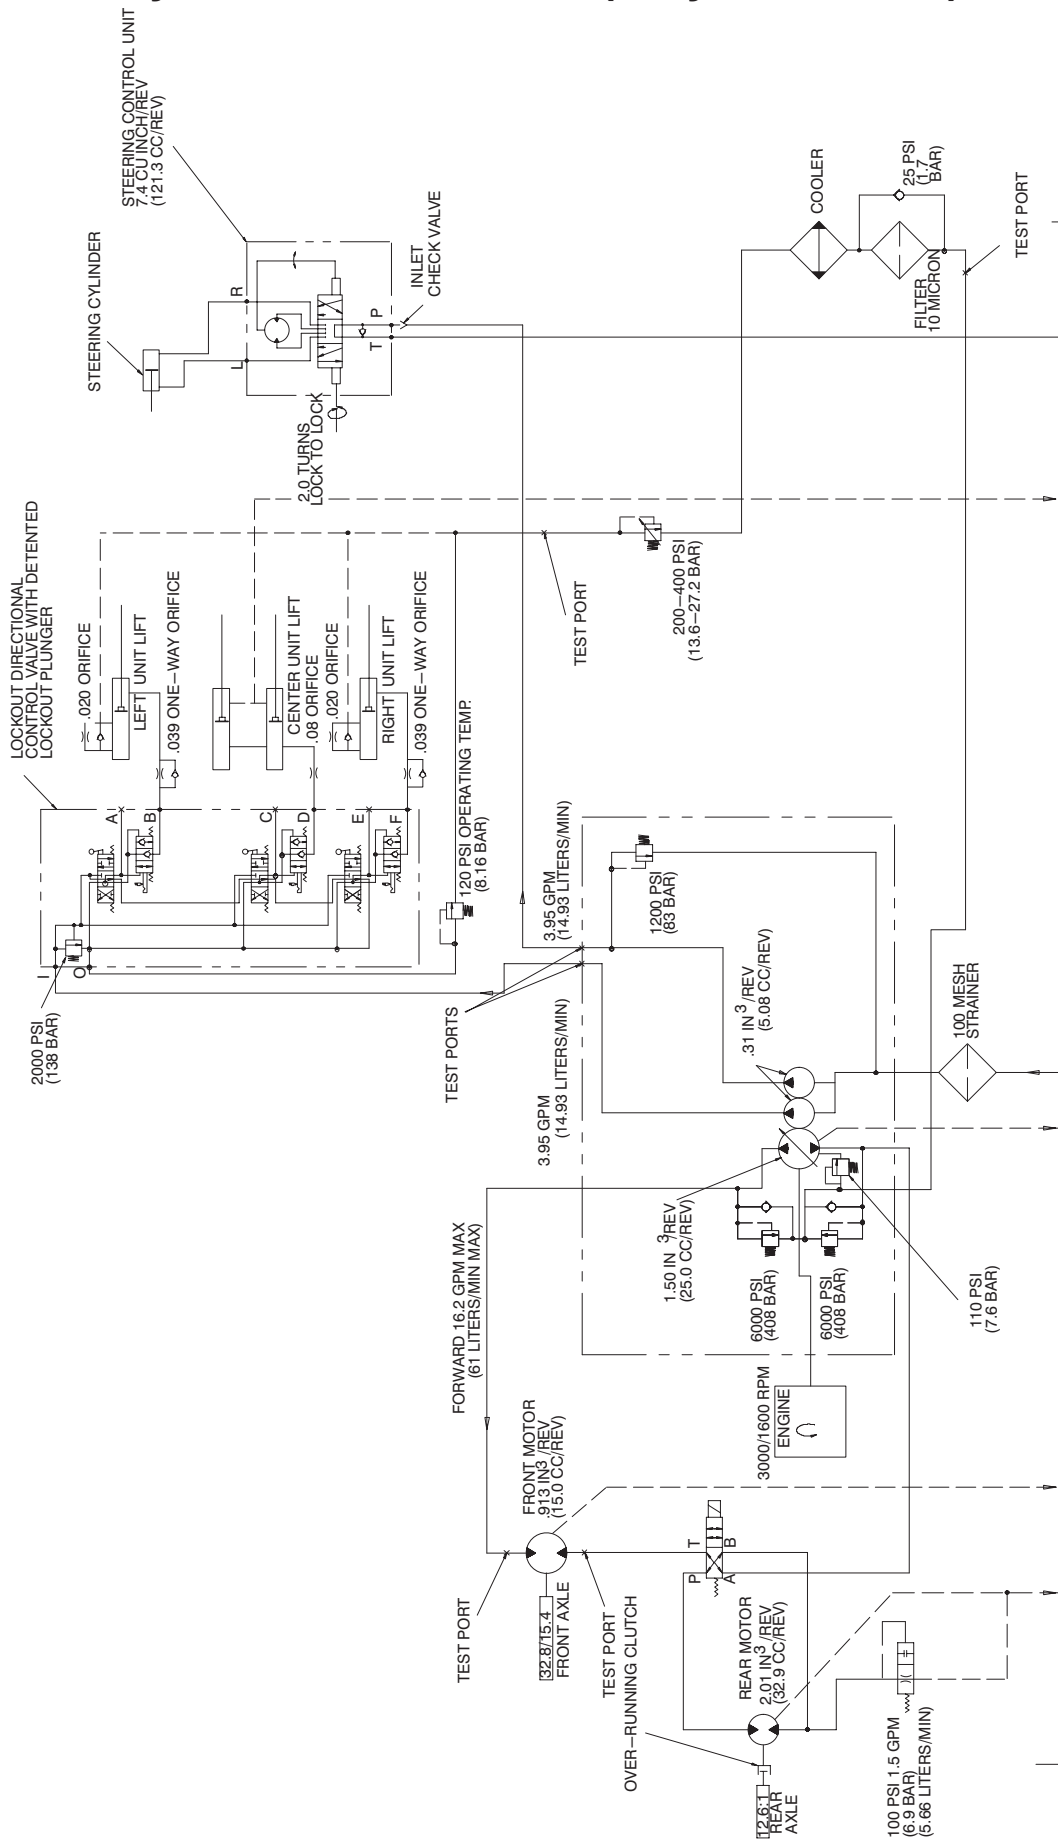 STEERING CONTROL UNIT
7.4 CU INCH/REV
(121.3 CC/REV)
STEERING CYLINDER
R
L
P
T
INLET
CHECK VALVE
2.0 TURNS
LOCK TO LOCK
COOLER
25 PSI
(1.7
BAR)
FILTER
10 MICRON
TEST PORT
LOCKOUT DIRECTIONAL
CONTROL VALVE WITH DETENTED
LOCKOUT PLUNGER
.020 ORIFICE
LEFT UNIT LIFT
.039 ONE–WAY ORIFICE
CENTER UNIT LIFT
.08 ORIFICE
.020 ORIFICE
RIGHT UNIT LIFT
.039 ONE–WAY ORIFICE
A
B
C
D
E
F
I
O
2000 PSI
(138 BAR)
120 PSI OPERATING TEMP.
(8.16 BAR)
TEST PORT
200–400 PSI
(13.6–27.2 BAR)
TEST PORTS
3.95 GPM
(14.93 LITERS/MIN)
3.95 GPM
(14.93 LITERS/MIN)
1200 PSI
(83 BAR)
.31 IN3/REV
(5.08 CC/REV)
100 MESH
STRAINER
1.50 IN3/REV
(25.0 CC/REV)
6000 PSI
(408 BAR)
6000 PSI
(408 BAR)
110 PSI
(7.6 BAR)
FORWARD 16.2 GPM MAX
(61 LITERS/MIN MAX)
3000/1600 RPM
ENGINE
FRONT MOTOR
.913 IN3/REV
(15.0 CC/REV)
TEST PORT
32.8/15.4
FRONT AXLE
TEST PORT
P
T
A
B
OVER–RUNNING CLUTCH
REAR MOTOR
2.01 IN3/REV
(32.9 CC/REV)
12.6:1
REAR
AXLE
100 PSI 1.5 GPM
(6.9 BAR)
(5.66 LITERS/MIN)